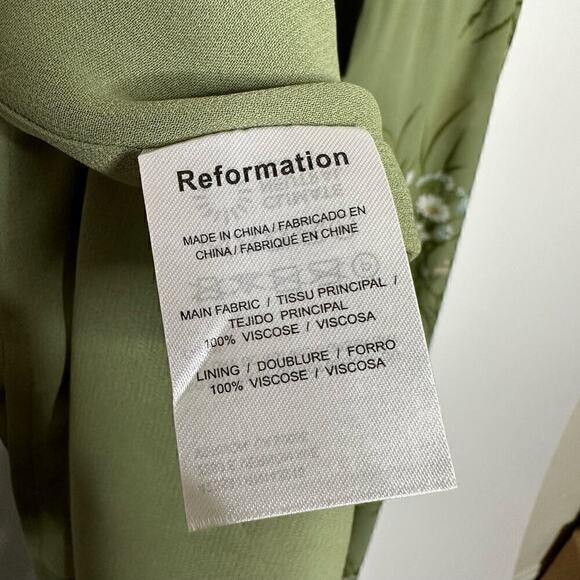 Reformation
MADE IN CHINA / FABRICADO EN
CHINA / FABRIQUÉ EN CHINE
MAIN FABRIC / TISSU PRINCIPAL /
TEJIDO PRINCIPAL
100% VISCOSE / VISCOSA
LINING / DOUBLURE / FORRO
100% VISCOSE / VISCOSA